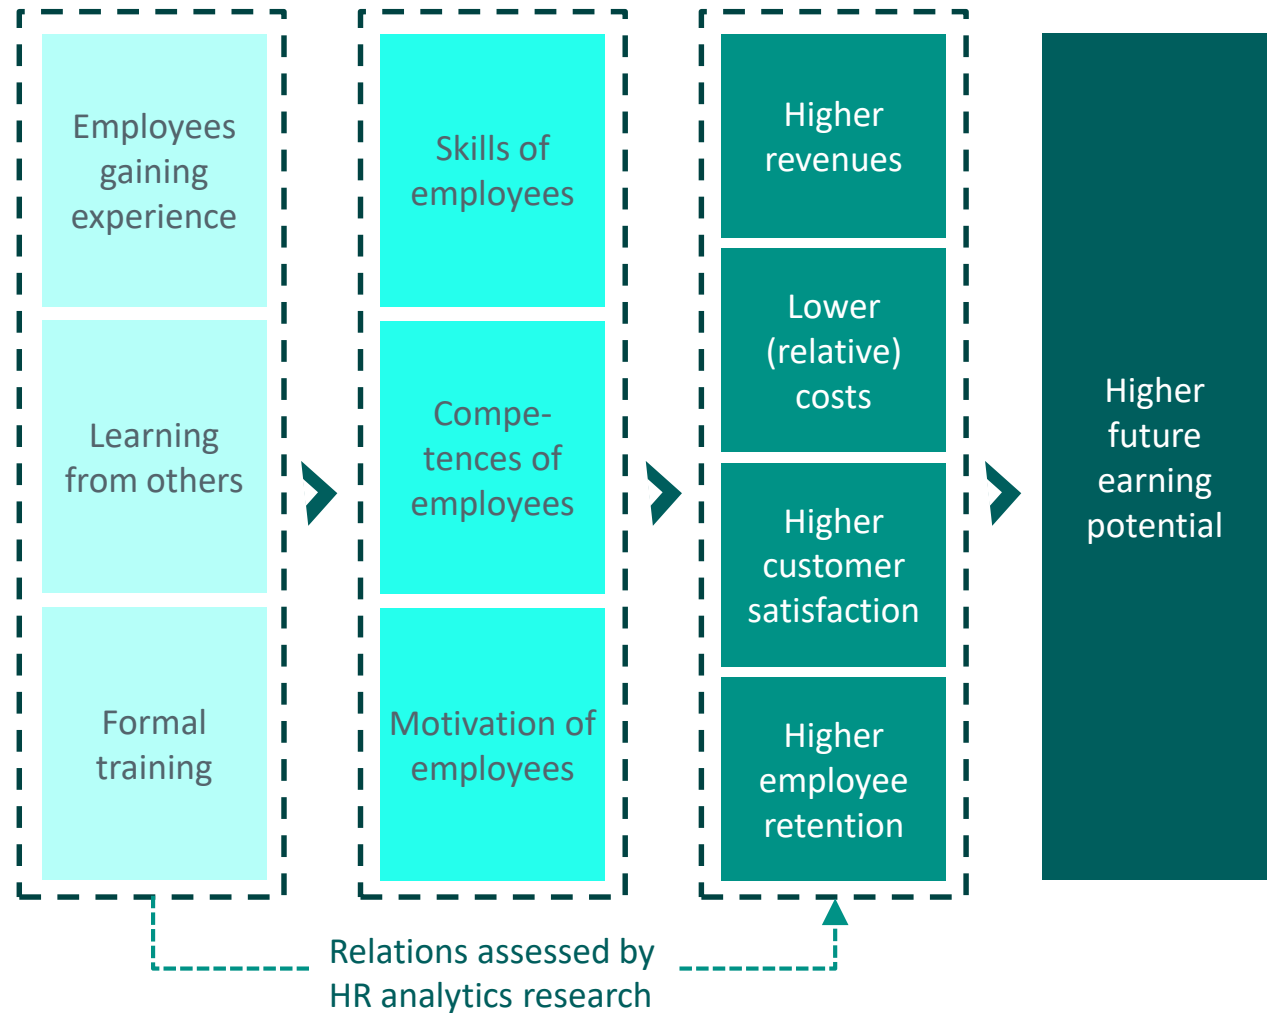 Employees
gaining
experience
Learning
from others
Formal
training
Skills of
employees
Compe-
tences of
employees
Motivation of
employees
Higher
revenues
Lower
(relative)
costs
Higher
customer
satisfaction
Higher
employee
retention
Higher
future
earning
potential
Relations assessed by
HR analytics research